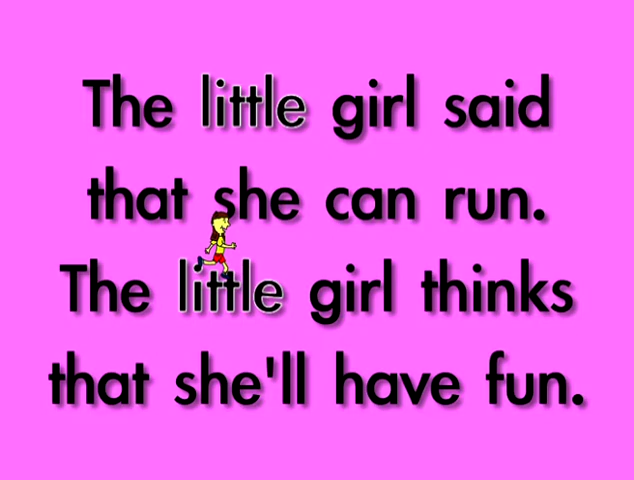 The little girl said
that she can run.
The little girl thinks
that she'll have fun.